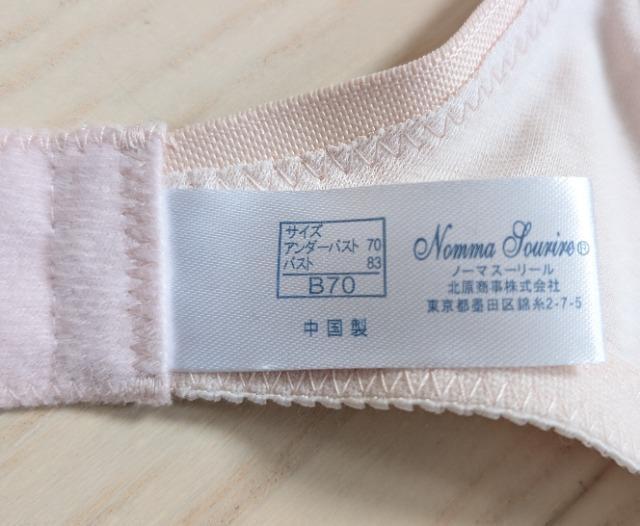 サイズ
アンダーバスト 70
バスト 83
B70
中国製
Nomma Sourire®
ノーマスーリール
北原商事株式会社
東京都墨田区錦糸2-7-5